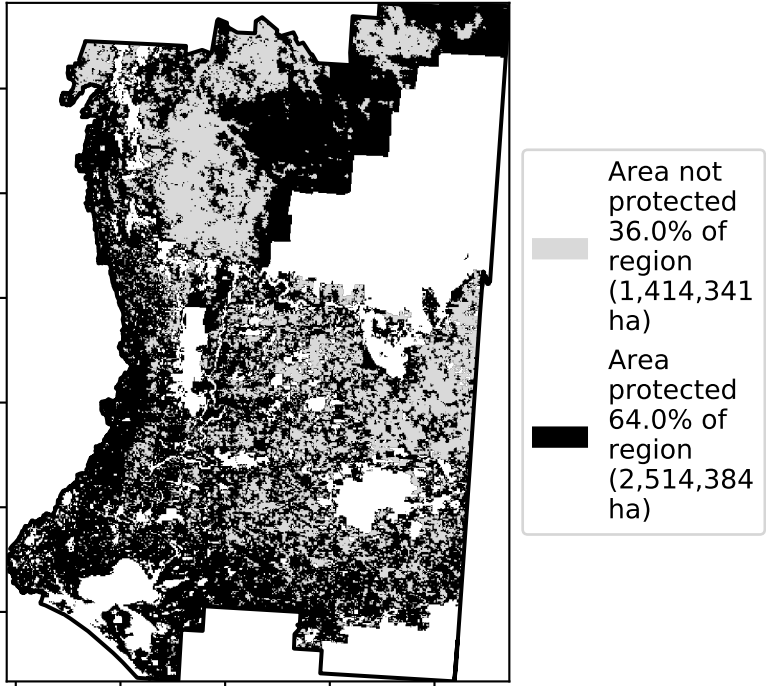 Area not
protected
36.0% of
region
(1,414,341
ha)
Area
protected
64.0% of
region
(2,514,384
ha)